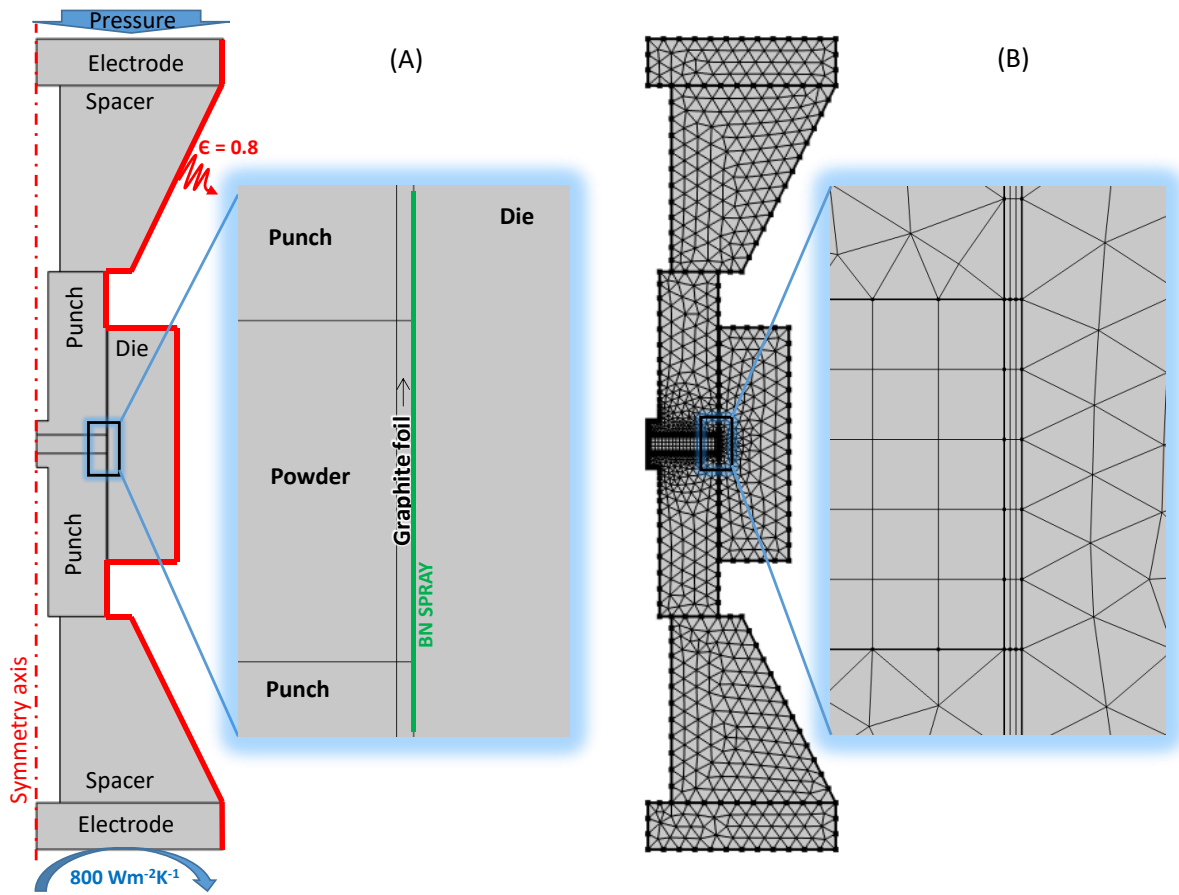 Pressure
(A)
(B)
Electrode
Spacer
Є = 0.8
Punch
Die
Punch
Die
Powder
Graphite foil
BN SPRAY
Punch
Punch
Symmetry axis
Spacer
Electrode
800 Wm⁻²K⁻¹